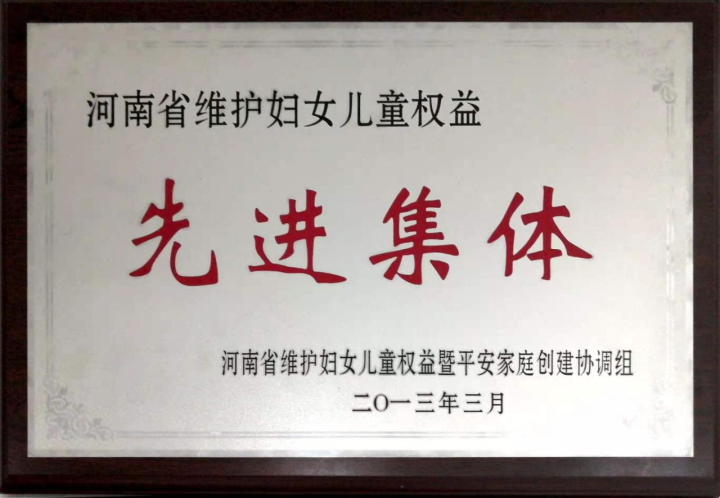 河南省维护妇女儿童权益
先进集体
河南省维护妇女儿童权益暨平安家庭创建协调组
二〇一三年三月